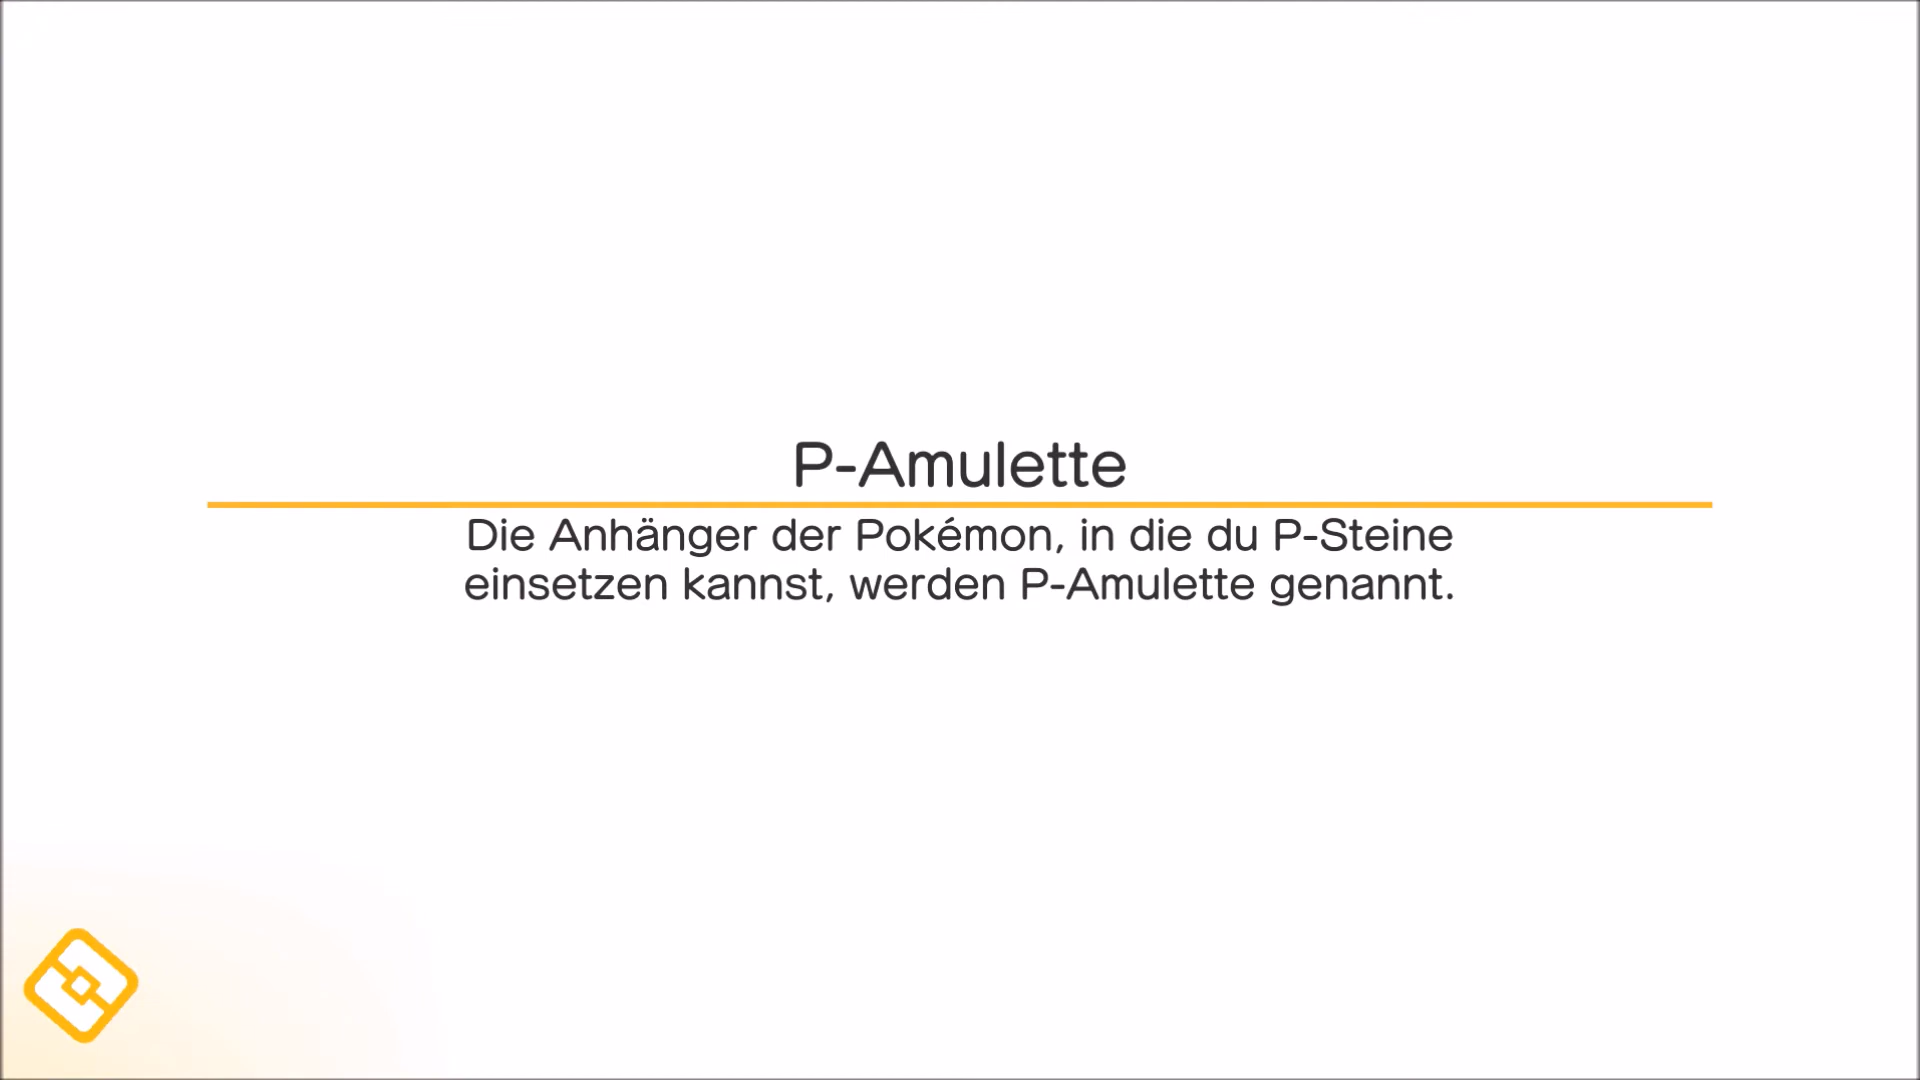 P-Amulette
Die Anhänger der Pokémon, in die du P-Steine
einsetzen kannst, werden P-Amulette genannt.